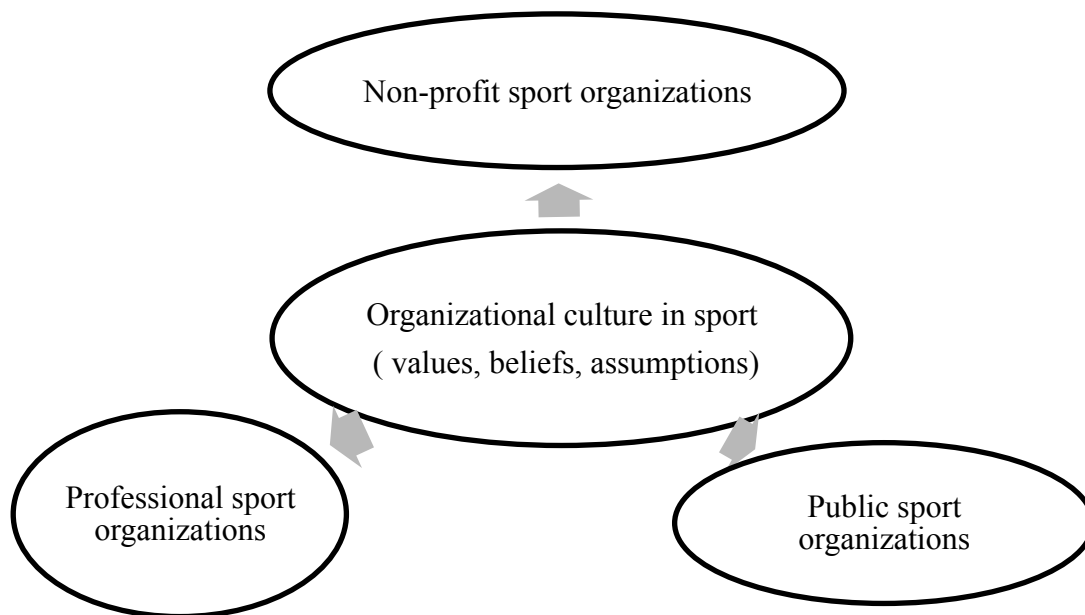 Non-profit sport organizations
Organizational culture in sport
( values, beliefs, assumptions)
Professional sport
organizations
Public sport
organizations